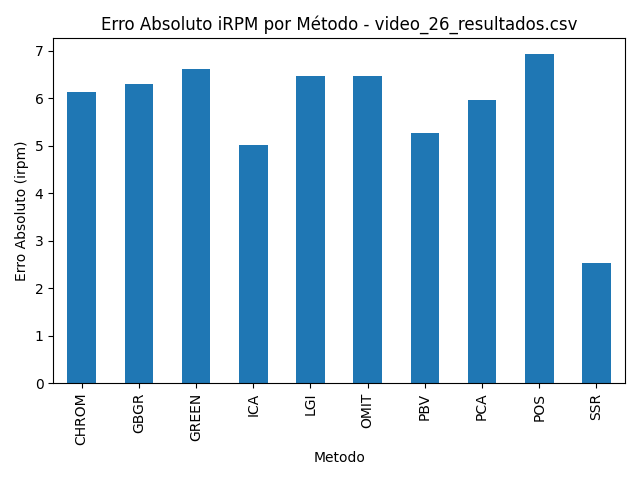 Erro Absoluto iRPM por Método - video_26_resultados.csv
Erro Absoluto (irpm)
7
6
5
4
3
2
1
0
CHROM
GBGR
GREEN
ICA
LGI
OMIT
PBV
PCA
POS
SSR
Metodo